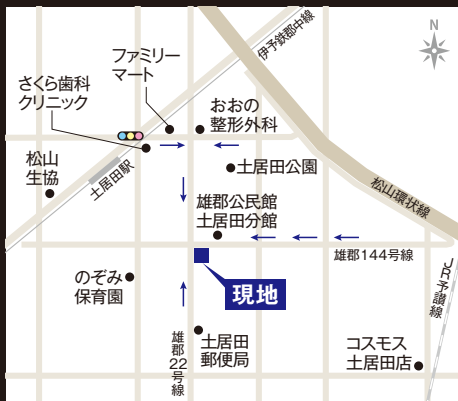 N
伊予鉄郡中線
ファミリー
マート
さくら歯科
クリニック
おおの
整形外科
松山
生協
土居田駅
土居田公園
松山環状線
雄郡公民館
土居田分館
雄郡144号線
のぞみ
保育園
現地
JR予讃線
雄郡22号線
土居田
郵便局
コスモス
土居田店